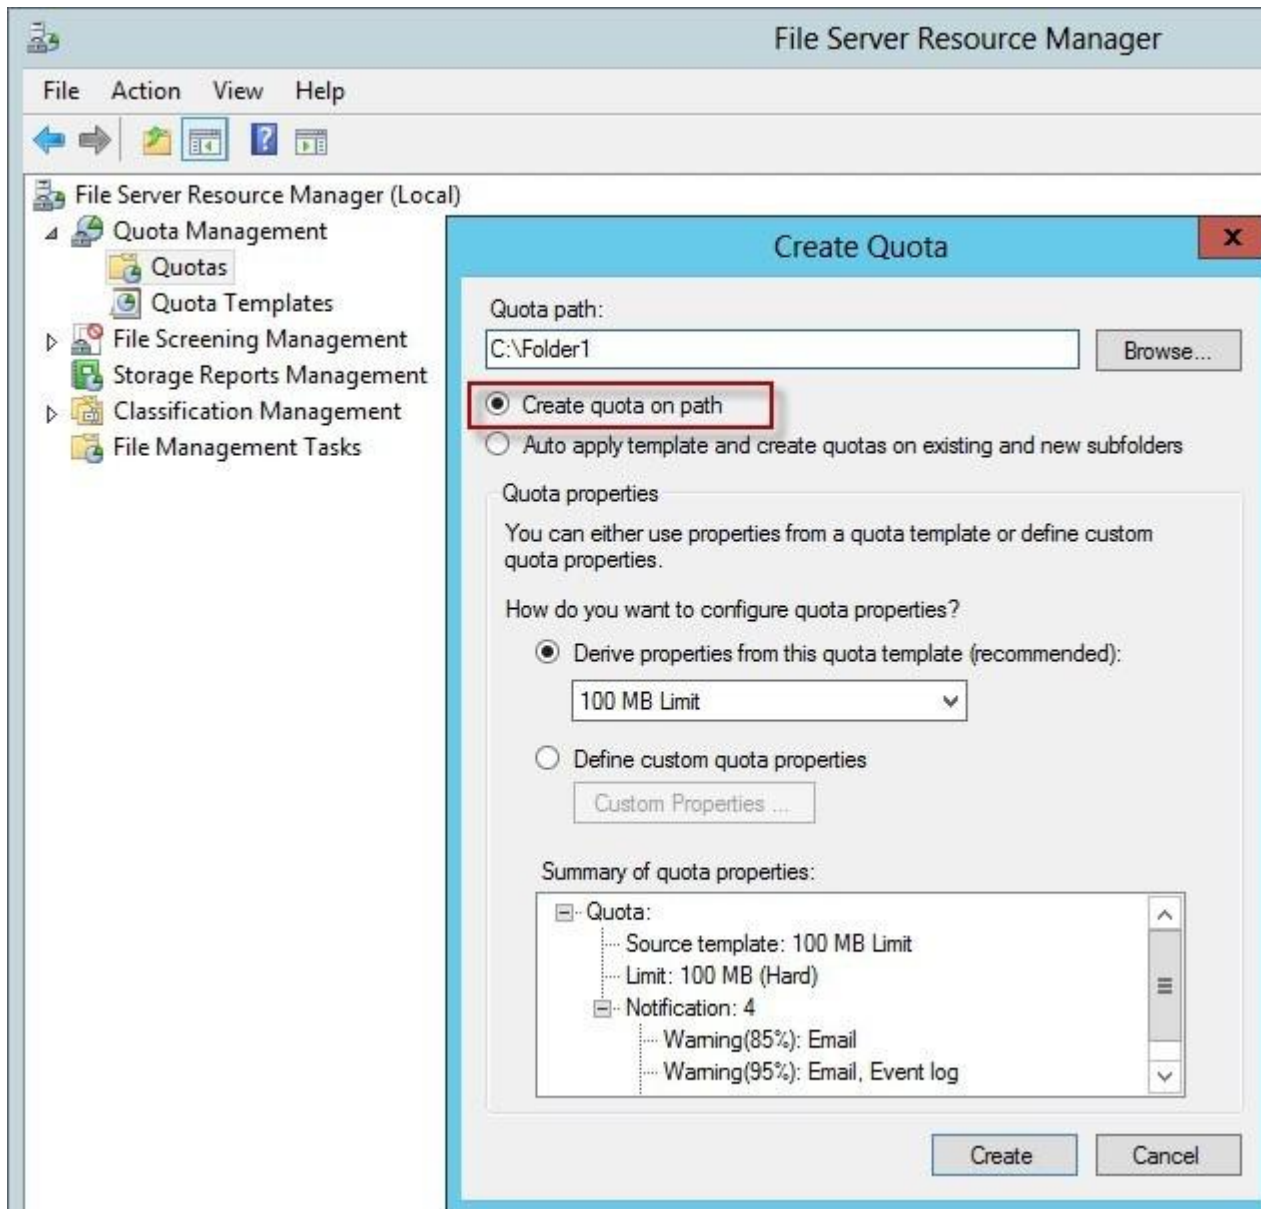 File Server Resource Manager
File Action View Help
File Server Resource Manager (Local)
Quota Management
Quotas
Quota Templates
File Screening Management
Storage Reports Management
Classification Management
File Management Tasks
Create Quota
x
Quota path:
C:\Folder1
Browse...
Create quota on path
Auto apply template and create quotas on existing and new subfolders
Quota properties
You can either use properties from a quota template or define custom
quota properties.
How do you want to configure quota properties?
Derive properties from this quota template (recommended):
100 MB Limit
Define custom quota properties
Custom Properties ...
Summary of quota properties:
Quota:
Source template: 100 MB Limit
Limit: 100 MB (Hard)
Notification: 4
Warning(85%): Email
Warning(95%): Email, Event log
Create
Cancel